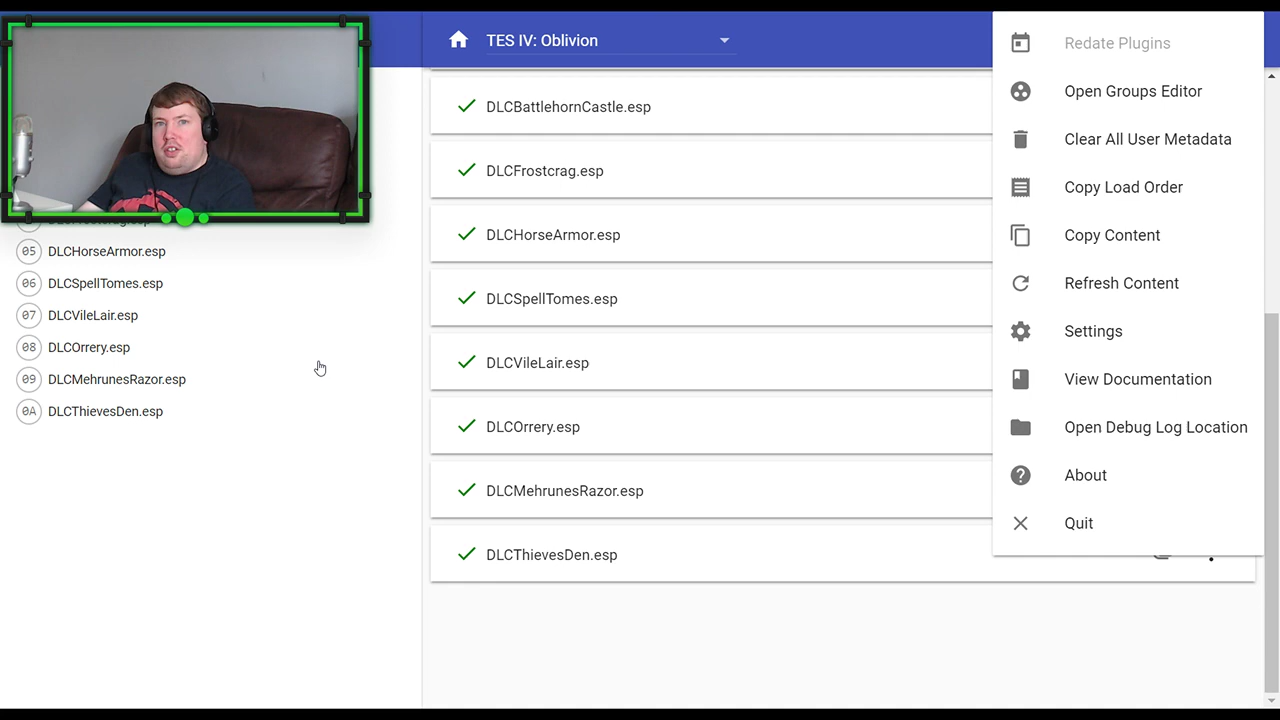 TES IV: Oblivion
05 DLCHorseArmor.esp
06 DLCSpellTomes.esp
07 DLCVileLair.esp
08 DLCOrrery.esp
09 DLCMehrunesRazor.esp
0A DLCThievesDen.esp
DLCBattlehornCastle.esp
DLCFrostcrag.esp
DLCHorseArmor.esp
DLCSpellTomes.esp
DLCVileLair.esp
DLCOrrery.esp
DLCMehrunesRazor.esp
DLCThievesDen.esp
Redate Plugins
Open Groups Editor
Clear All User Metadata
Copy Load Order
Copy Content
Refresh Content
Settings
View Documentation
Open Debug Log Location
About
Quit